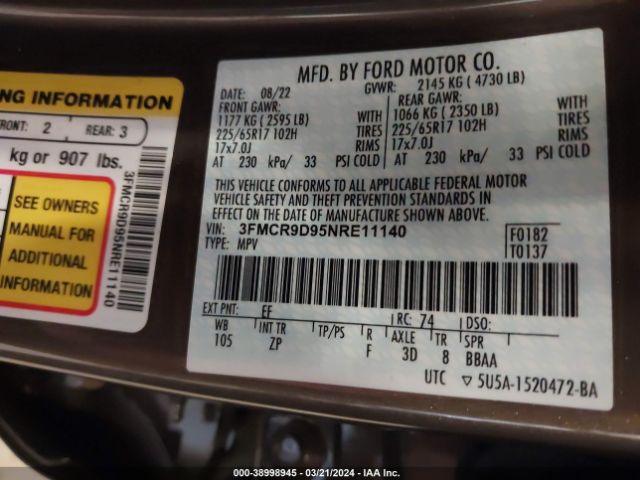 NG INFORMATION
FRONT: 2 REAR: 3
kg or 907 lbs.
SEE OWNERS
MANUAL FOR
ADDITIONAL
INFORMATION
3FMCR9D95NRE11140
MFD. BY FORD MOTOR CO.
DATE: 08/22 GVWR: 2145 KG ( 4730 LB)
FRONT GAWR: REAR GAWR:
1177 KG ( 2595 LB) WITH 1066 KG ( 2350 LB) WITH
225/65R17 102H TIRES 225/65R17 102H TIRES
17x7.0J RIMS 17x7.0J RIMS
AT 230 kPa/ 33 PSI COLD AT 230 kPa/ 33 PSI COLD
THIS VEHICLE CONFORMS TO ALL APPLICABLE FEDERAL MOTOR
VEHICLE SAFETY AND THEFT PREVENTION STANDARDS IN
EFFECT ON THE DATE OF MANUFACTURE SHOWN ABOVE.
VIN: 3FMCR9D95NRE11140 F0182
TYPE: MPV T0137
EXT PNT: EF RC: 74 DSO:
WB INT TR TP/PS R AXLE TR SPR
105 ZP F 3D 8 BBAA
UTC ▽ 5U5A-1520472-BA
000-38998945 — 03/21/2024 — IAA Inc.